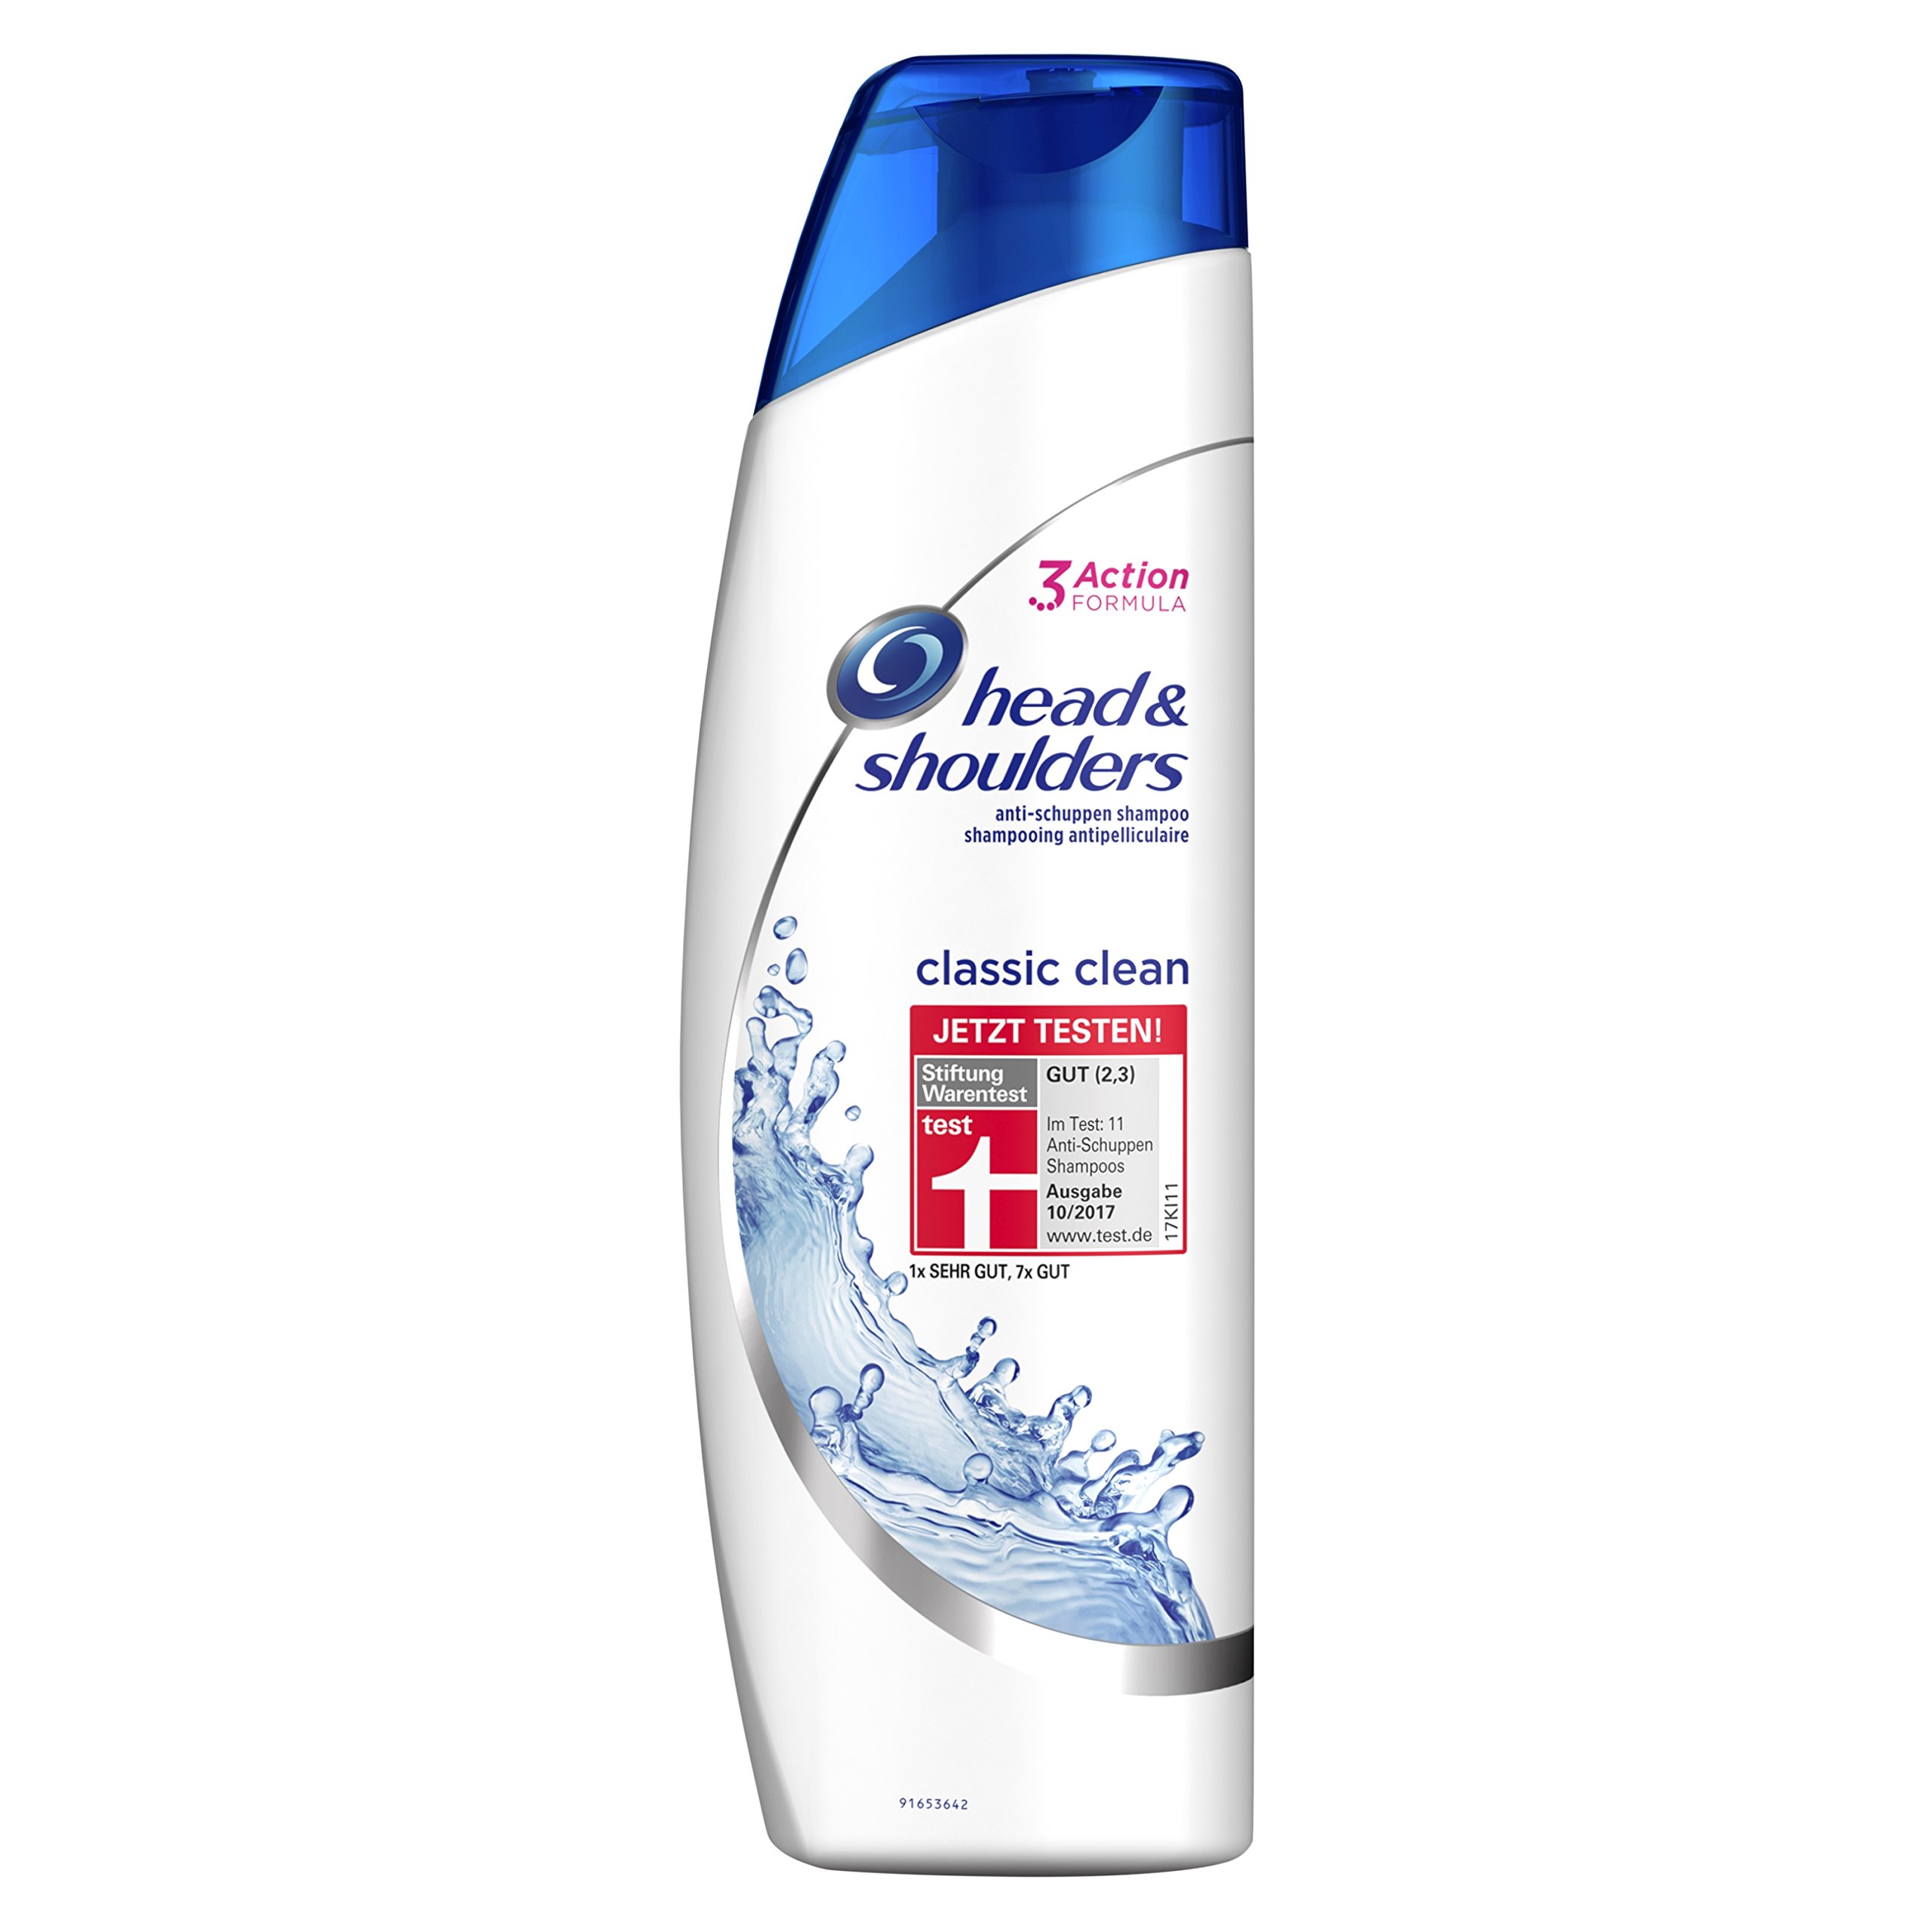 3 Action
FORMULA
head &
shoulders
anti-schuppen shampoo
shampooing antipelliculaire
classic clean
JETZT TESTEN!
Stiftung
Warentest
test
GUT (2,3)
Im Test: 11
Anti-Schuppen
Shampoos
Ausgabe
10/2017
www.test.de
17KI11
1x SEHR GUT, 7x GUT
91653642